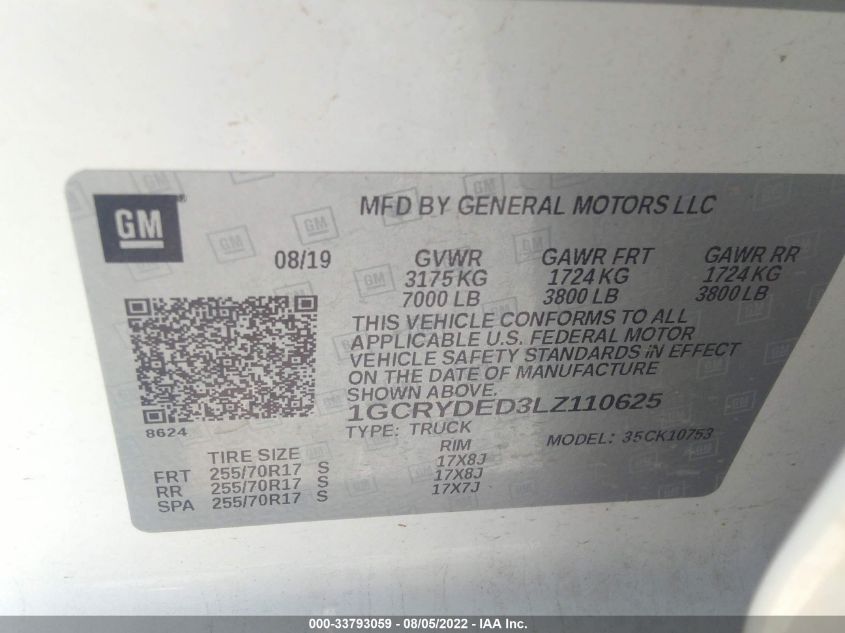 GM
MFD BY GENERAL MOTORS LLC
08/19 GVWR GAWR FRT GAWR RR
3175 KG 1724 KG 1724 KG
7000 LB 3800 LB 3800 LB
THIS VEHICLE CONFORMS TO ALL
APPLICABLE U.S. FEDERAL MOTOR
VEHICLE SAFETY STANDARDS IN EFFECT
ON THE DATE OF MANUFACTURE
SHOWN ABOVE.
1GCRYDED3LZ110625
8624
TYPE: TRUCK MODEL: 35CK10753
TIRE SIZE RIM
FRT 255/70R17 S 17X8J
RR 255/70R17 S 17X8J
SPA 255/70R17 S 17X7J
000-33793059 - 08/05/2022 - IAA Inc.